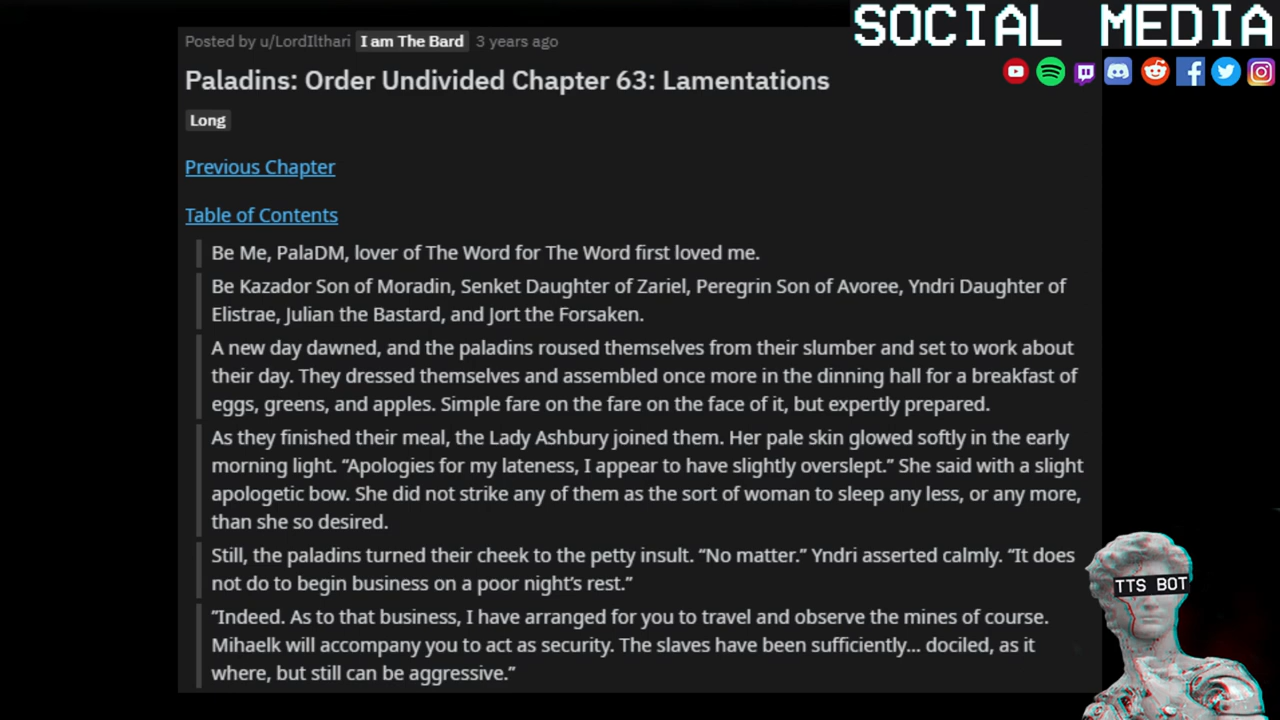 SOCIAL MEDIA
Posted by u/LordIlthari I am The Bard 3 years ago
Paladins: Order Undivided Chapter 63: Lamentations
Long
Previous Chapter
Table of Contents
Be Me, PalaDM, lover of The Word for The Word first loved me.
Be Kazador Son of Moradin, Senket Daughter of Zariel, Peregrin Son of Avoree, Yndri Daughter of
Elistrae, Julian the Bastard, and Jort the Forsaken.
A new day dawned, and the paladins roused themselves from their slumber and set to work about
their day. They dressed themselves and assembled once more in the dinning hall for a breakfast of
eggs, greens, and apples. Simple fare on the fare on the face of it, but expertly prepared.
As they finished their meal, the Lady Ashbury joined them. Her pale skin glowed softly in the early
morning light. “Apologies for my lateness, I appear to have slightly overslept.” She said with a slight
apologetic bow. She did not strike any of them as the sort of woman to sleep any less, or any more,
than she so desired.
Still, the paladins turned their cheek to the petty insult. “No matter.” Yndri asserted calmly. “It does
not do to begin business on a poor night’s rest.”
“Indeed. As to that business, I have arranged for you to travel and observe the mines of course.
Mihaelk will accompany you to act as security. The slaves have been sufficiently... dociled, as it
where, but still can be aggressive.”
TTS BOT